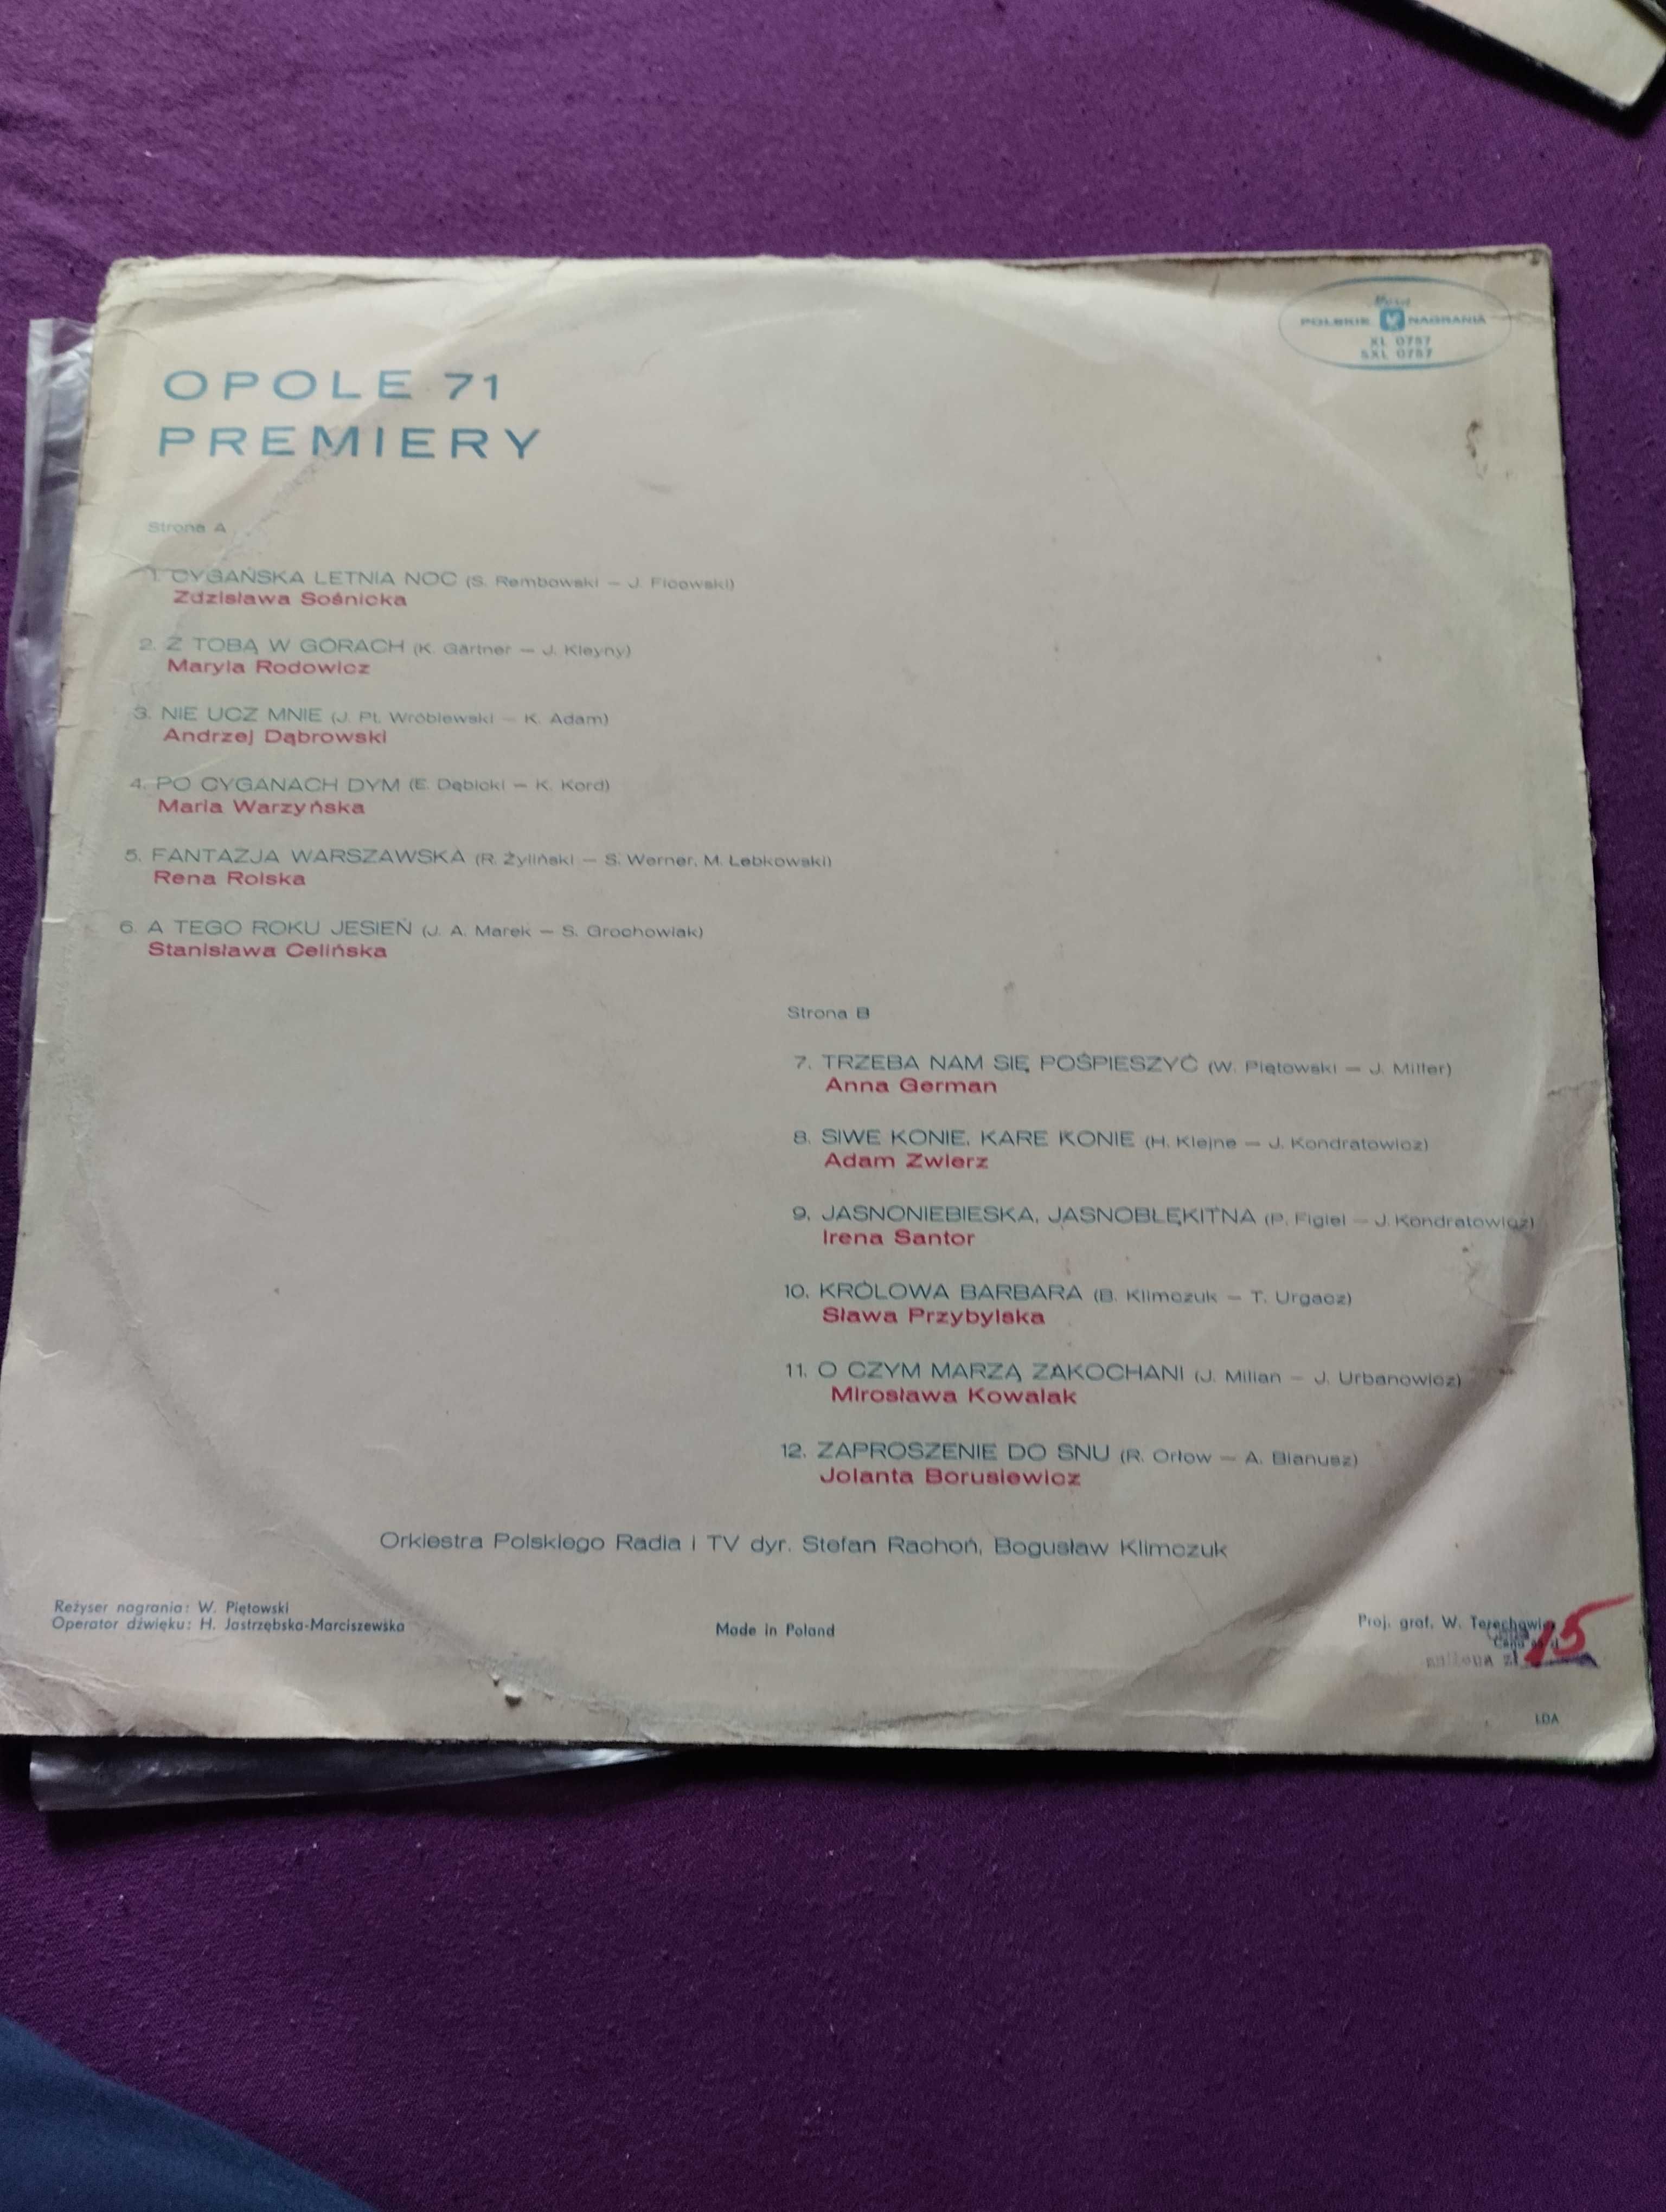 Muza
POLSKIE NAGRANIA
XL 0787
SXL 0787
OPOLE 71
PREMIERY
Strona A
1. CYGAŃSKA LETNIA NOC (S. Rembowski — J. Ficowski)
Zdzisława Sośnicka
2. Z TOBĄ W GÓRACH (K. Gärtner — J. Kleyny)
Maryla Rodowicz
3. NIE UCZ MNIE (J. Pt. Wróblewski — K. Adam)
Andrzej Dąbrowski
4. PO CYGANACH DYM (E. Dębicki — K. Kord)
Maria Warzyńska
5. FANTAZJA WARSZAWSKA (R. Żyliński — S. Werner, M. Łebkowski)
Rena Rolska
6. A TEGO ROKU JESIEŃ (J. A. Marek — S. Grochowiak)
Stanisława Celińska
Strona B
7. TRZEBA NAM SIĘ POŚPIESZYĆ (W. Piętowski — J. Miller)
Anna German
8. SIWE KONIE, KARE KONIE (H. Klejne — J. Kondratowicz)
Adam Zwierz
9. JASNONIEBIESKA, JASNOBŁĘKITNA (P. Figiel — J. Kondratowicz)
Irena Santor
10. KRÓLOWA BARBARA (B. Klimczuk — T. Urgacz)
Sława Przybylska
11. O CZYM MARZĄ ZAKOCHANI (J. Milian — J. Urbanowicz)
Mirosława Kowalak
12. ZAPROSZENIE DO SNU (R. Orłow — A. Bianusz)
Jolanta Borusiewicz
Orkiestra Polskiego Radia i TV dyr. Stefan Rachoń, Bogusław Klimczuk
Reżyser nagrania: W. Piętowski
Operator dźwięku: H. Jastrzębska-Marciszewska
Made in Poland
Proj. graf. W. Terechowicz
Cena
zniżona zł 15
LDA